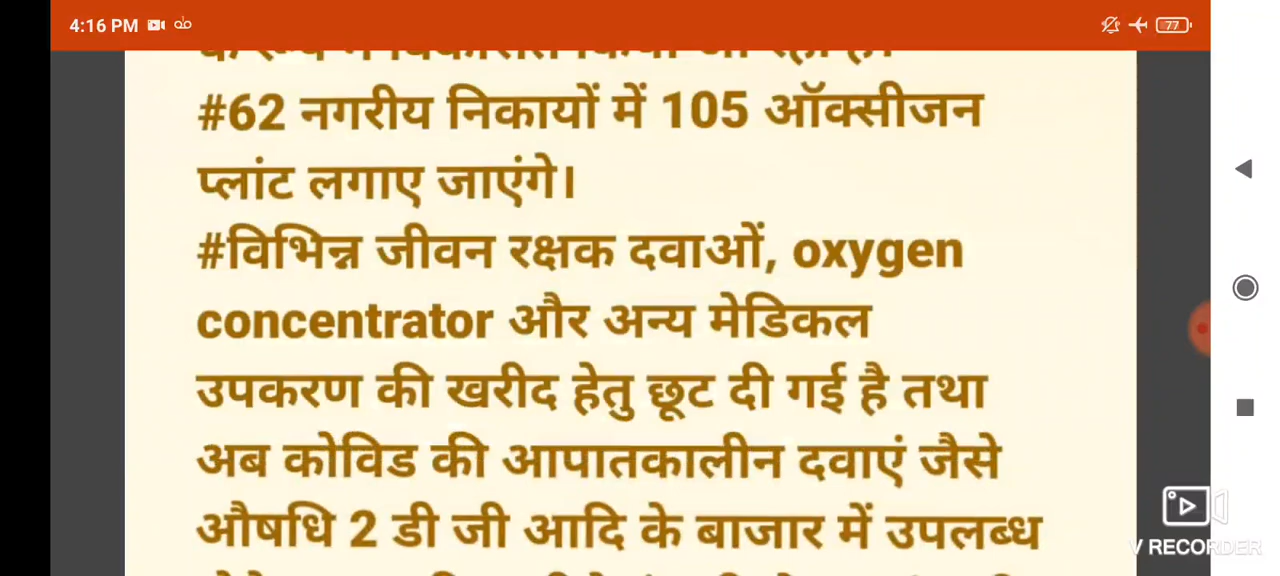 4:16 PM
77
#62 नगरीय निकायों में 105 ऑक्सीजन
प्लांट लगाए जाएंगे।
#विभिन्न जीवन रक्षक दवाओं, oxygen
concentrator और अन्य मेडिकल
उपकरण की खरीद हेतु छूट दी गई है तथा
अब कोविड की आपातकालीन दवाएं जैसे
औषधि 2 डी जी आदि के बाजार में उपलब्ध
V RECORDER